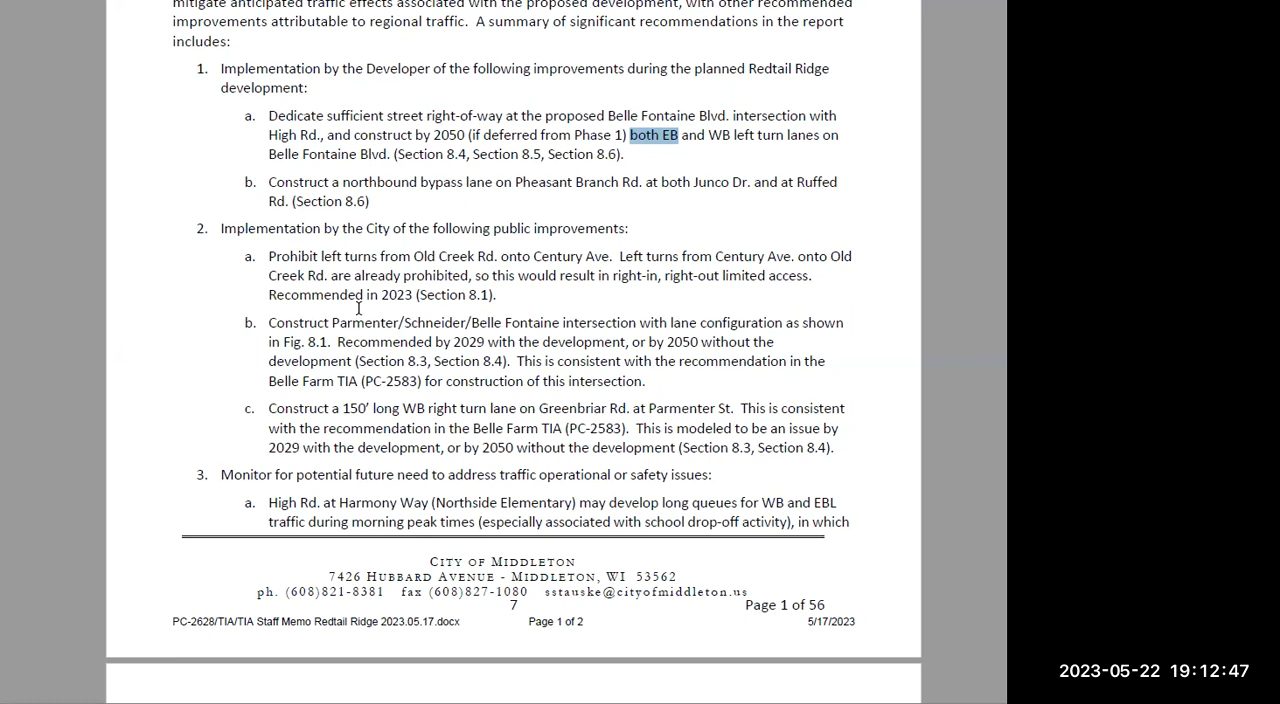 mitigate anticipated traffic effects associated with the proposed development, with other recommended
improvements attributable to regional traffic.  A summary of significant recommendations in the report
includes:
1. Implementation by the Developer of the following improvements during the planned Redtail Ridge
development:
a. Dedicate sufficient street right-of-way at the proposed Belle Fontaine Blvd. intersection with
High Rd., and construct by 2050 (if deferred from Phase 1) both EB and WB left turn lanes on
Belle Fontaine Blvd. (Section 8.4, Section 8.5, Section 8.6).
b. Construct a northbound bypass lane on Pheasant Branch Rd. at both Junco Dr. and at Ruffed
Rd. (Section 8.6)
2. Implementation by the City of the following public improvements:
a. Prohibit left turns from Old Creek Rd. onto Century Ave.  Left turns from Century Ave. onto Old
Creek Rd. are already prohibited, so this would result in right-in, right-out limited access.
Recommended in 2023 (Section 8.1).
b. Construct Parmenter/Schneider/Belle Fontaine intersection with lane configuration as shown
in Fig. 8.1.  Recommended by 2029 with the development, or by 2050 without the
development (Section 8.3, Section 8.4).  This is consistent with the recommendation in the
Belle Farm TIA (PC-2583) for construction of this intersection.
c. Construct a 150' long WB right turn lane on Greenbriar Rd. at Parmenter St.  This is consistent
with the recommendation in the Belle Farm TIA (PC-2583).  This is modeled to be an issue by
2029 with the development, or by 2050 without the development (Section 8.3, Section 8.4).
3. Monitor for potential future need to address traffic operational or safety issues:
a. High Rd. at Harmony Way (Northside Elementary) may develop long queues for WB and EBL
traffic during morning peak times (especially associated with school drop-off activity), in which
CITY OF MIDDLETON
7426 HUBBARD AVENUE - MIDDLETON, WI  53562
ph. (608)821-8381   fax (608)827-1080   sstauske@cityofmiddleton.us
7
Page 1 of 56
PC-2628/TIA/TIA Staff Memo Redtail Ridge 2023.05.17.docx
Page 1 of 2
5/17/2023
2023-05-22 19:12:47